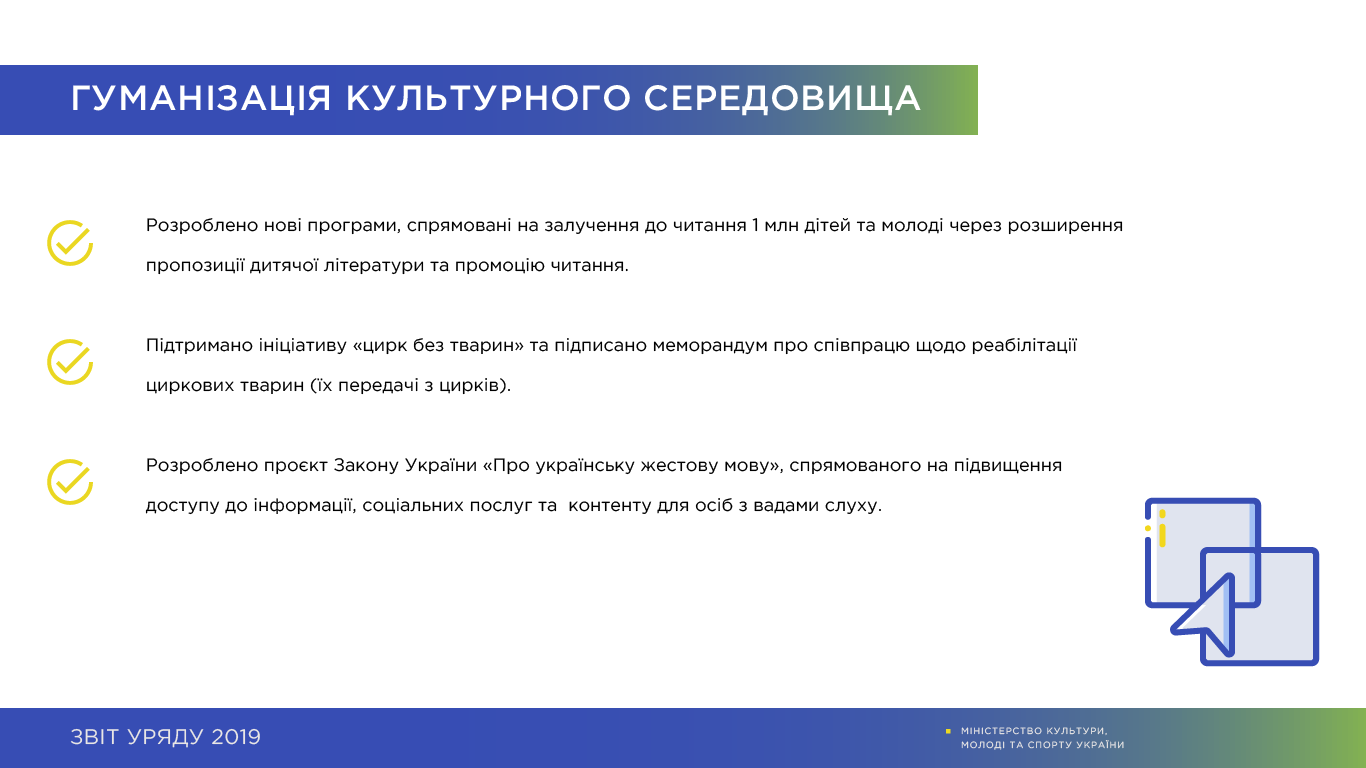 ГУМАНІЗАЦІЯ КУЛЬТУРНОГО СЕРЕДОВИЩА
Розроблено нові програми, спрямовані на залучення до читання 1 млн дітей та молоді через розширення
пропозиції дитячої літератури та промоцію читання.
Підтримано ініціативу «цирк без тварин» та підписано меморандум про співпрацю щодо реабілітації
циркових тварин (їх передачі з цирків).
Розроблено проєкт Закону України «Про українську жестову мову», спрямованого на підвищення
доступу до інформації, соціальних послуг та  контенту для осіб з вадами слуху.
ЗВІТ УРЯДУ 2019
МІНІСТЕРСТВО КУЛЬТУРИ,
МОЛОДІ ТА СПОРТУ УКРАЇНИ